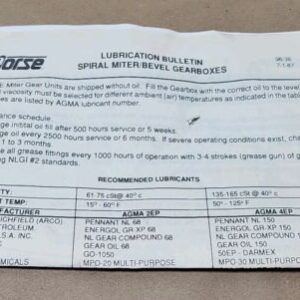 orse
LUBRICATION BULLETIN
SPIRAL MITER/BEVEL GEARBOXES
7-1-87
E Miter Gear Units are shipped without oil. Fill the Gearbox with the correct oil to the level
viscosity must be selected for different ambient (air) temperatures as indicated in the table
es are listed by AGMA lubricant number.
ance schedule.
ge initial oil after 500 hours service or 5 weeks.
ge oil every 2500 hours service or 6 months. If severe operating conditions exist, chan
1 to 3 months.
e all grease fittings every 1000 hours of operation with 3-4 strokes (grease gun) of g
ng NLGI #2 standards.
RECOMMENDED LUBRICANTS
TY: 61-75 cSt@ 40° c 135-165 cSt @ 40° c
T TEMP: 15° - 60° F 50° - 125° F
FACTURER AGMA 2EP AGMA 4EP
CHFIELD (ARCO) PENNANT NL 68 PENNANT NL 150
TROLEUM ENERGOL GR-XP 68 ENERGOL GR-XP 150
S.A. INC. NL GEAR COMPOUND 68 NL GEAR COMPOUND 150
GEAR OIL 68 GEAR OIL 150
GO-1050 50EP - DARMEX
MICALS MPO-20 MULTI-PURPOSE MPO-30 MULTI-PURPOSE